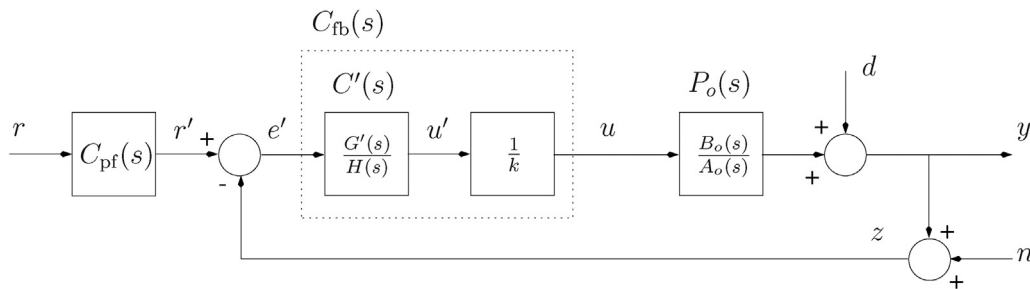 C_fb(s)
C'(s)
P_o(s)
d
r
C_pf(s)
r'
+
-
e'
G'(s)/H(s)
u'
1/k
u
B_o(s)/A_o(s)
+
+
y
z
+
+
n